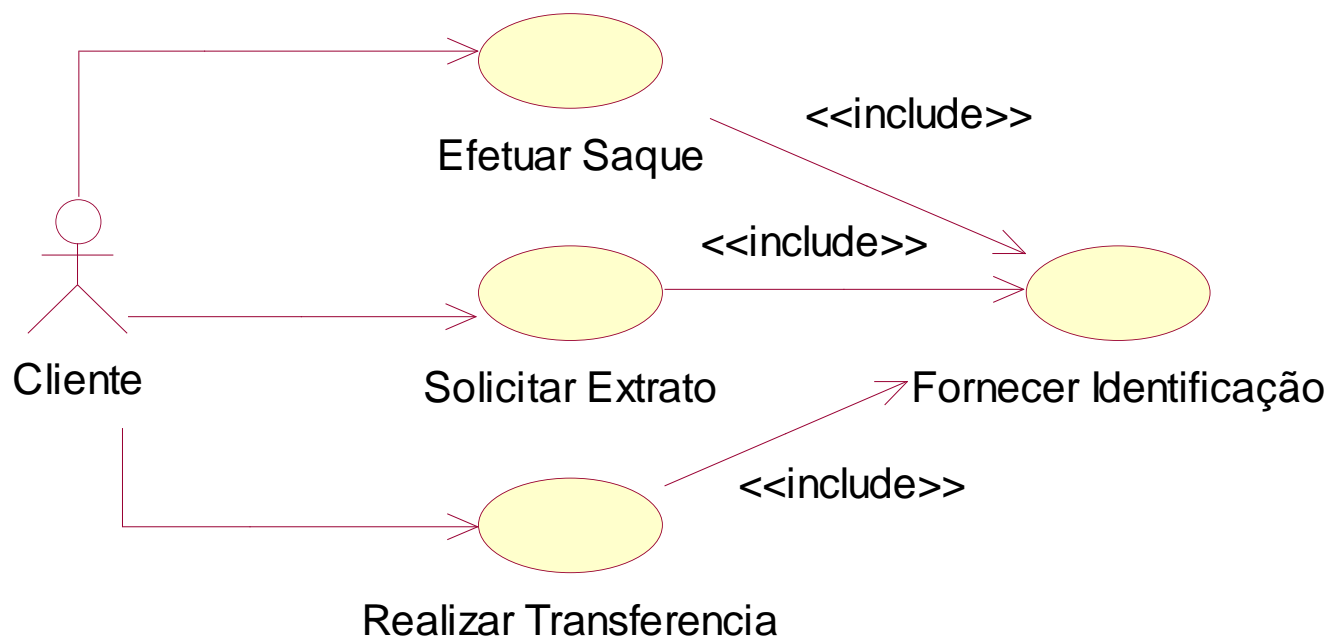 <<include>>
Efetuar Saque
<<include>>
Cliente
Solicitar Extrato
Fornecer Identificação
<<include>>
Realizar Transferencia